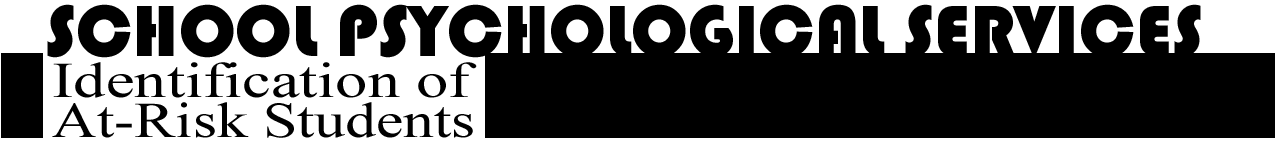 SCHOOL PSYCHOLOGICAL SERVICES
Identification of
At-Risk Students